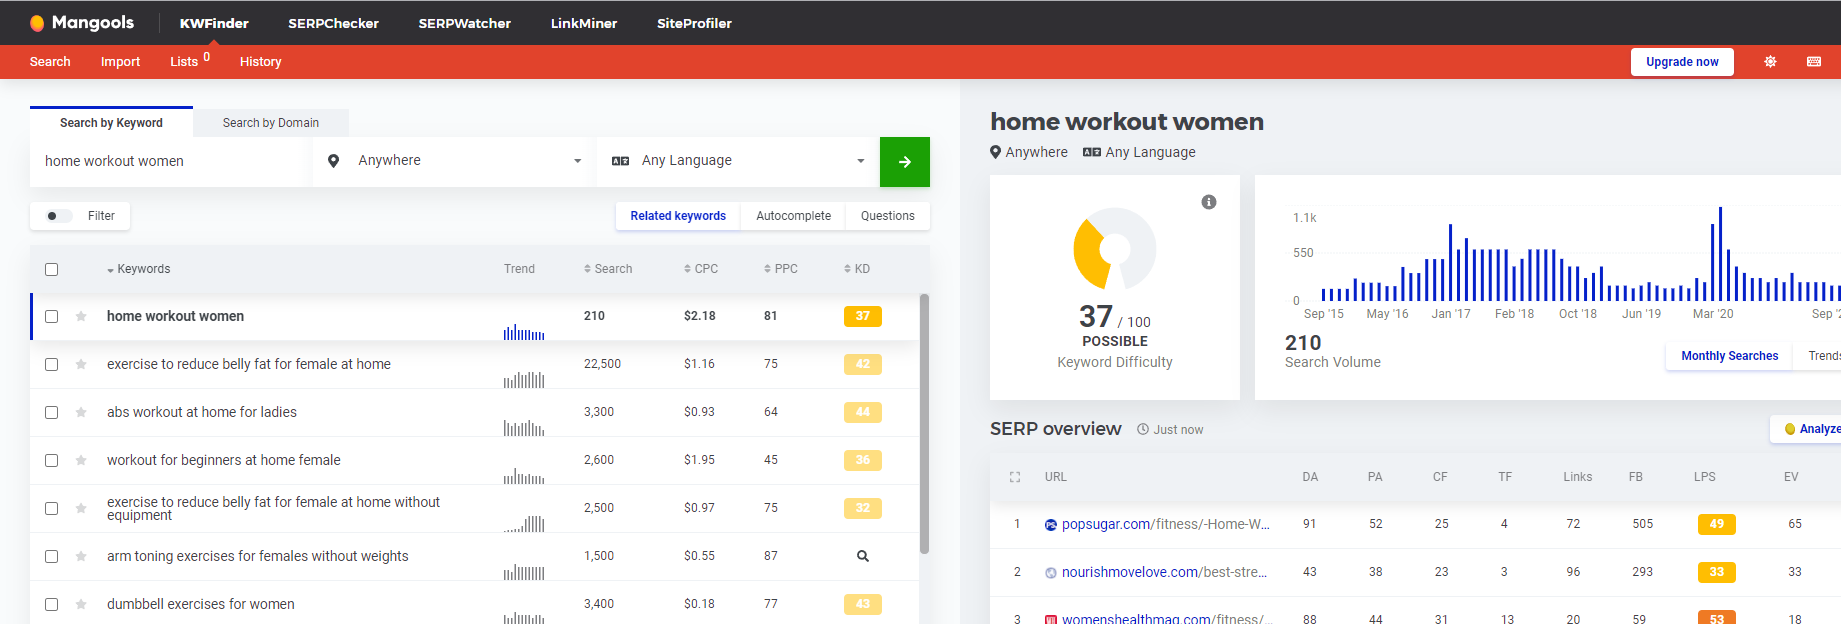 Mangools KWFinder SERPChecker SERPWatcher LinkMiner SiteProfiler
Search Import Lists 0 History Upgrade now
Search by Keyword Search by Domain
home workout women Anywhere Any Language
Filter Related keywords Autocomplete Questions
Keywords Trend Search CPC PPC KD
home workout women 210 $2.18 81 37
exercise to reduce belly fat for female at home 22,500 $1.16 75 42
abs workout at home for ladies 3,300 $0.93 64 44
workout for beginners at home female 2,600 $1.95 45 36
exercise to reduce belly fat for female at home without
equipment 2,500 $0.97 75 32
arm toning exercises for females without weights 1,500 $0.55 87
dumbbell exercises for women 3,400 $0.18 77 43
home workout women
Anywhere Any Language
37 / 100
POSSIBLE
Keyword Difficulty
1.1k
550
0
Sep '15 May '16 Jan '17 Feb '18 Oct '18 Jun '19 Mar '20 Sep '2
210
Search Volume
Monthly Searches Trends
SERP overview Just now Analyze
URL DA PA CF TF Links FB LPS EV
1 popsugar.com/fitness/-Home-W... 91 52 25 4 72 505 49 65
2 nourishmovelove.com/best-stre... 43 38 23 3 96 293 33 33
3 womenshealthmag.com/fitness/... 88 44 31 13 20 59 53 18